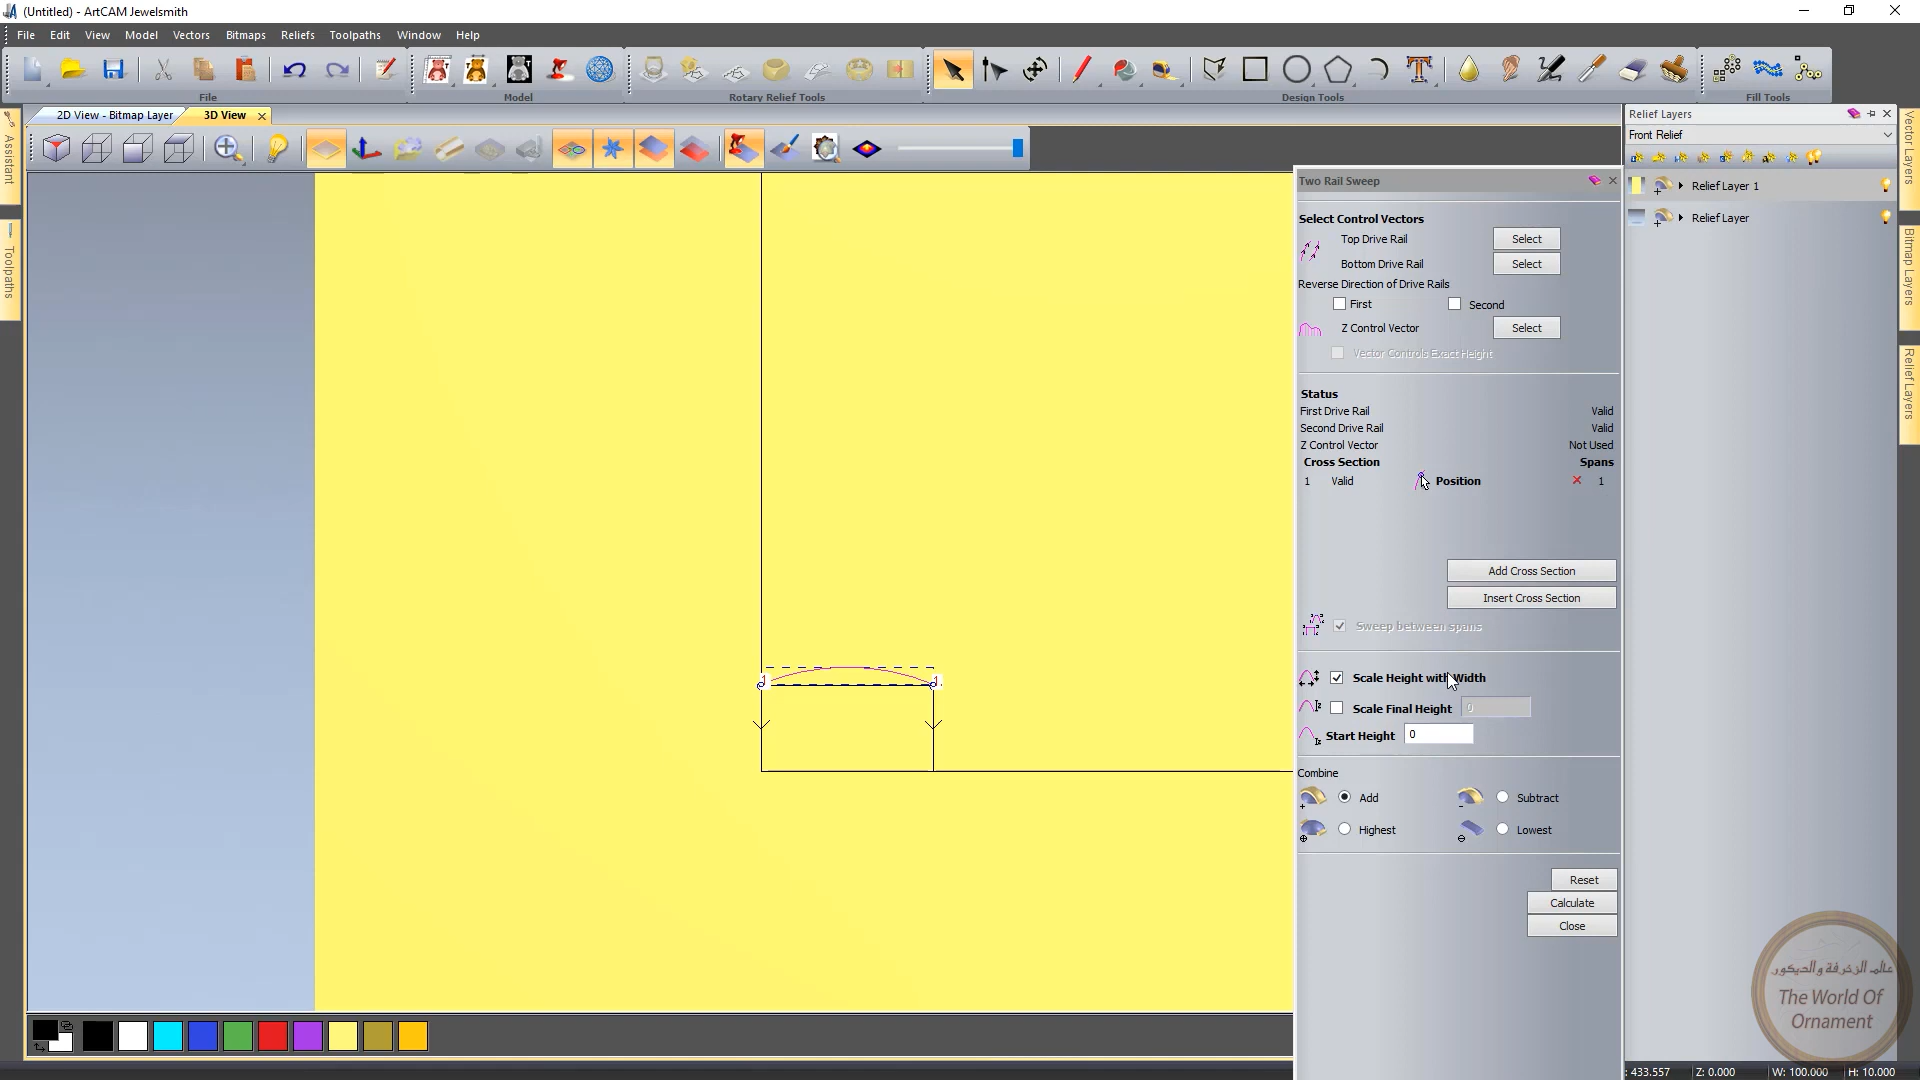 (Untitled) - ArtCAM Jewelsmith
File Edit View Model Vectors Bitmaps Reliefs Toolpaths Window Help
File Model Rotary Relief Tools Design Tools Fill Tools
2D View - Bitmap Layer 3D View
Assistant
Toolpaths
Two Rail Sweep
Select Control Vectors
Top Drive Rail Select
Bottom Drive Rail Select
Reverse Direction of Drive Rails
First Second
Z Control Vector Select
Vector Controls Exact Height
Status
First Drive Rail Valid
Second Drive Rail Valid
Z Control Vector Not Used
Cross Section Spans
1 Valid Position 1
Add Cross Section
Insert Cross Section
Sweep between spans
Scale Height with Width
Scale Final Height 0
Start Height 0
Combine
Add Subtract
Highest Lowest
Reset
Calculate
Close
Relief Layers
Front Relief
Relief Layer 1
Relief Layer
Vector Layers
Bitmap Layers
Relief Layers
1 1
عالم الزخرفة والديكور
The World Of
Ornament
: 433.557 Z: 0.000 W: 100.000 H: 10.000